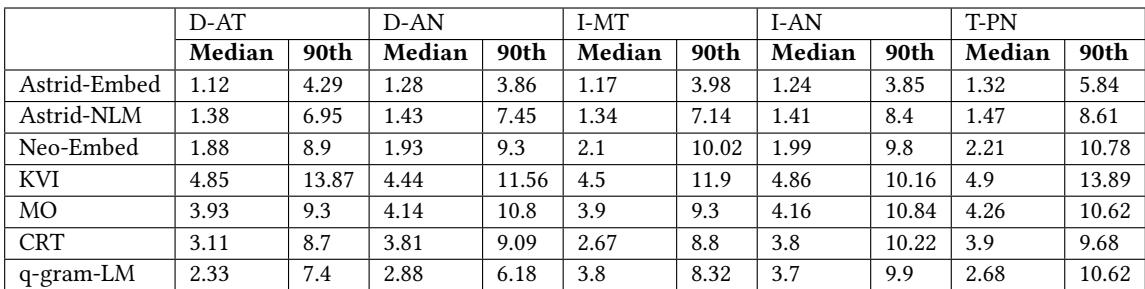 D-AT D-AN I-MT I-AN T-PN
Median 90th Median 90th Median 90th Median 90th Median 90th
Astrid-Embed 1.12 4.29 1.28 3.86 1.17 3.98 1.24 3.85 1.32 5.84
Astrid-NLM 1.38 6.95 1.43 7.45 1.34 7.14 1.41 8.4 1.47 8.61
Neo-Embed 1.88 8.9 1.93 9.3 2.1 10.02 1.99 9.8 2.21 10.78
KVI 4.85 13.87 4.44 11.56 4.5 11.9 4.86 10.16 4.9 13.89
MO 3.93 9.3 4.14 10.8 3.9 9.3 4.16 10.84 4.26 10.62
CRT 3.11 8.7 3.81 9.09 2.67 8.8 3.8 10.22 3.9 9.68
q-gram-LM 2.33 7.4 2.88 6.18 3.8 8.32 3.7 9.9 2.68 10.62